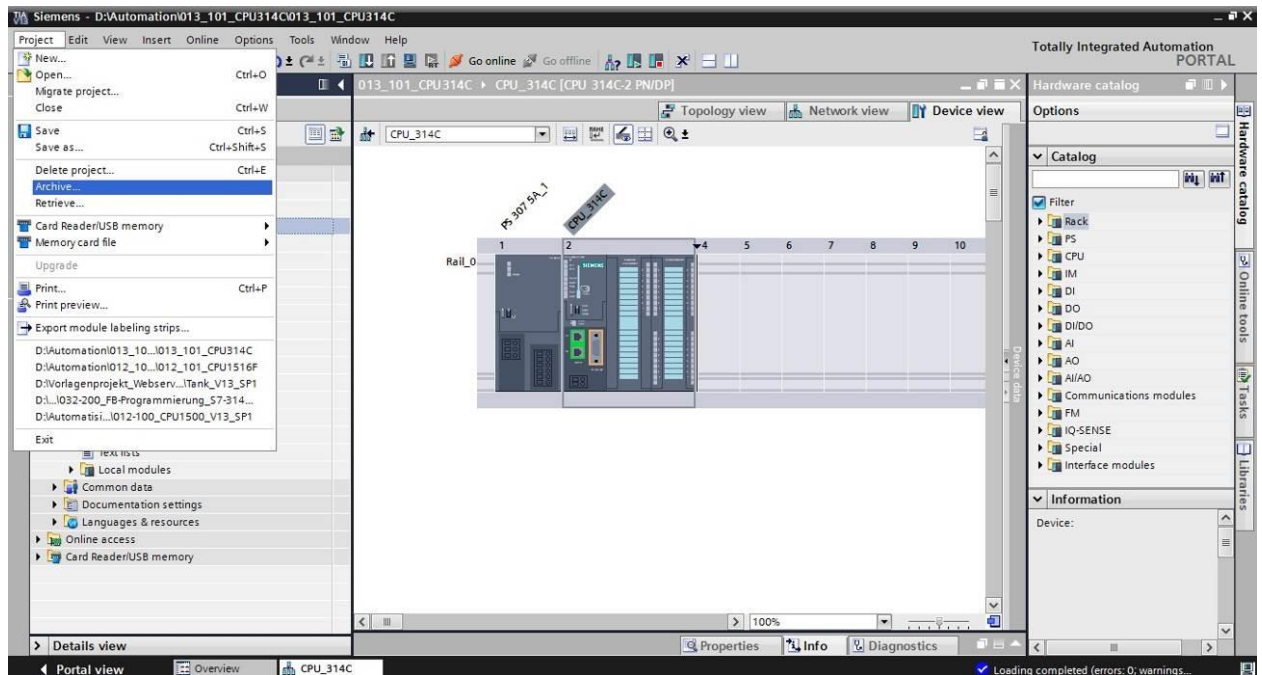 Siemens - D:\Automation\013_101_CPU314C\013_101_CPU314C
Project Edit View Insert Online Options Tools Window Help
Totally Integrated Automation
PORTAL
Go online Go offline
New...
Open... Ctrl+O
Migrate project...
Close Ctrl+W
Save Ctrl+S
Save as... Ctrl+Shift+S
Delete project... Ctrl+E
Archive...
Retrieve...
Card Reader/USB memory
Memory card file
Upgrade
Print... Ctrl+P
Print preview...
Export module labeling strips...
D:\Automation\013_10...\013_101_CPU314C
D:\Automation\012_10...\012_101_CPU1516F
D:\Vorlagenprojekt_Webserv...\Tank_V13_SP1
D:\...\032-200_FB-Programmierung_S7-314...
D:\Automatisi...\012-100_CPU1500_V13_SP1
Exit
Text lists
Local modules
Common data
Documentation settings
Languages & resources
Online access
Card Reader/USB memory
Details view
013_101_CPU314C CPU_314C [CPU 314C-2 PN/DP]
Topology view Network view Device view
CPU_314C
PS 307 5A_1
CPU_314C
1 2 4 5 6 7 8 9 10
Rail_0
SIEMENS
Device data
100%
Properties Info Diagnostics
Hardware catalog
Options
Catalog
Filter
Rack
PS
CPU
IM
DI
DO
DI/DO
AI
AO
AI/AO
Communications modules
FM
IQ-SENSE
Special
Interface modules
Information
Device:
Hardware catalog
Online tools
Tasks
Libraries
Portal view Overview CPU_314C
Loading completed (errors: 0; warnings...